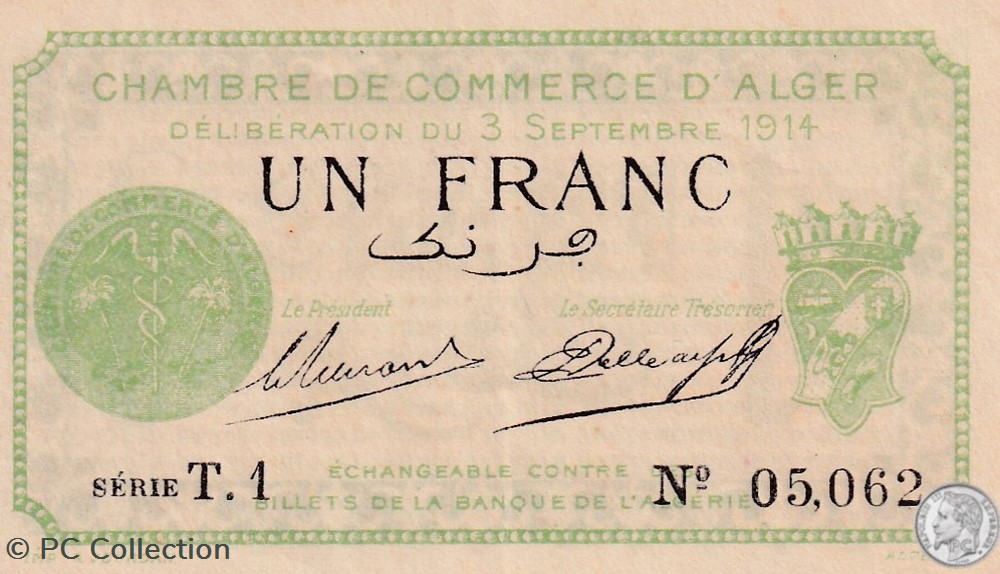 CHAMBRE DE COMMERCE D'ALGER
DÉLIBÉRATION DU 3 SEPTEMBRE 1914
UN FRANC
فرنك
Le Président
Le Secrétaire Trésorier
SÉRIE T.1
ÉCHANGEABLE CONTRE
BILLETS DE LA BANQUE DE L'ALGÉRIE
Nº 05,062
© PC Collection